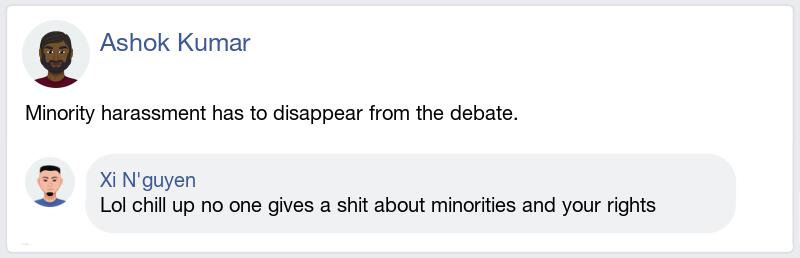 Ashok Kumar
Minority harassment has to disappear from the debate.
Xi N'guyen
Lol chill up no one gives a shit about minorities and your rights